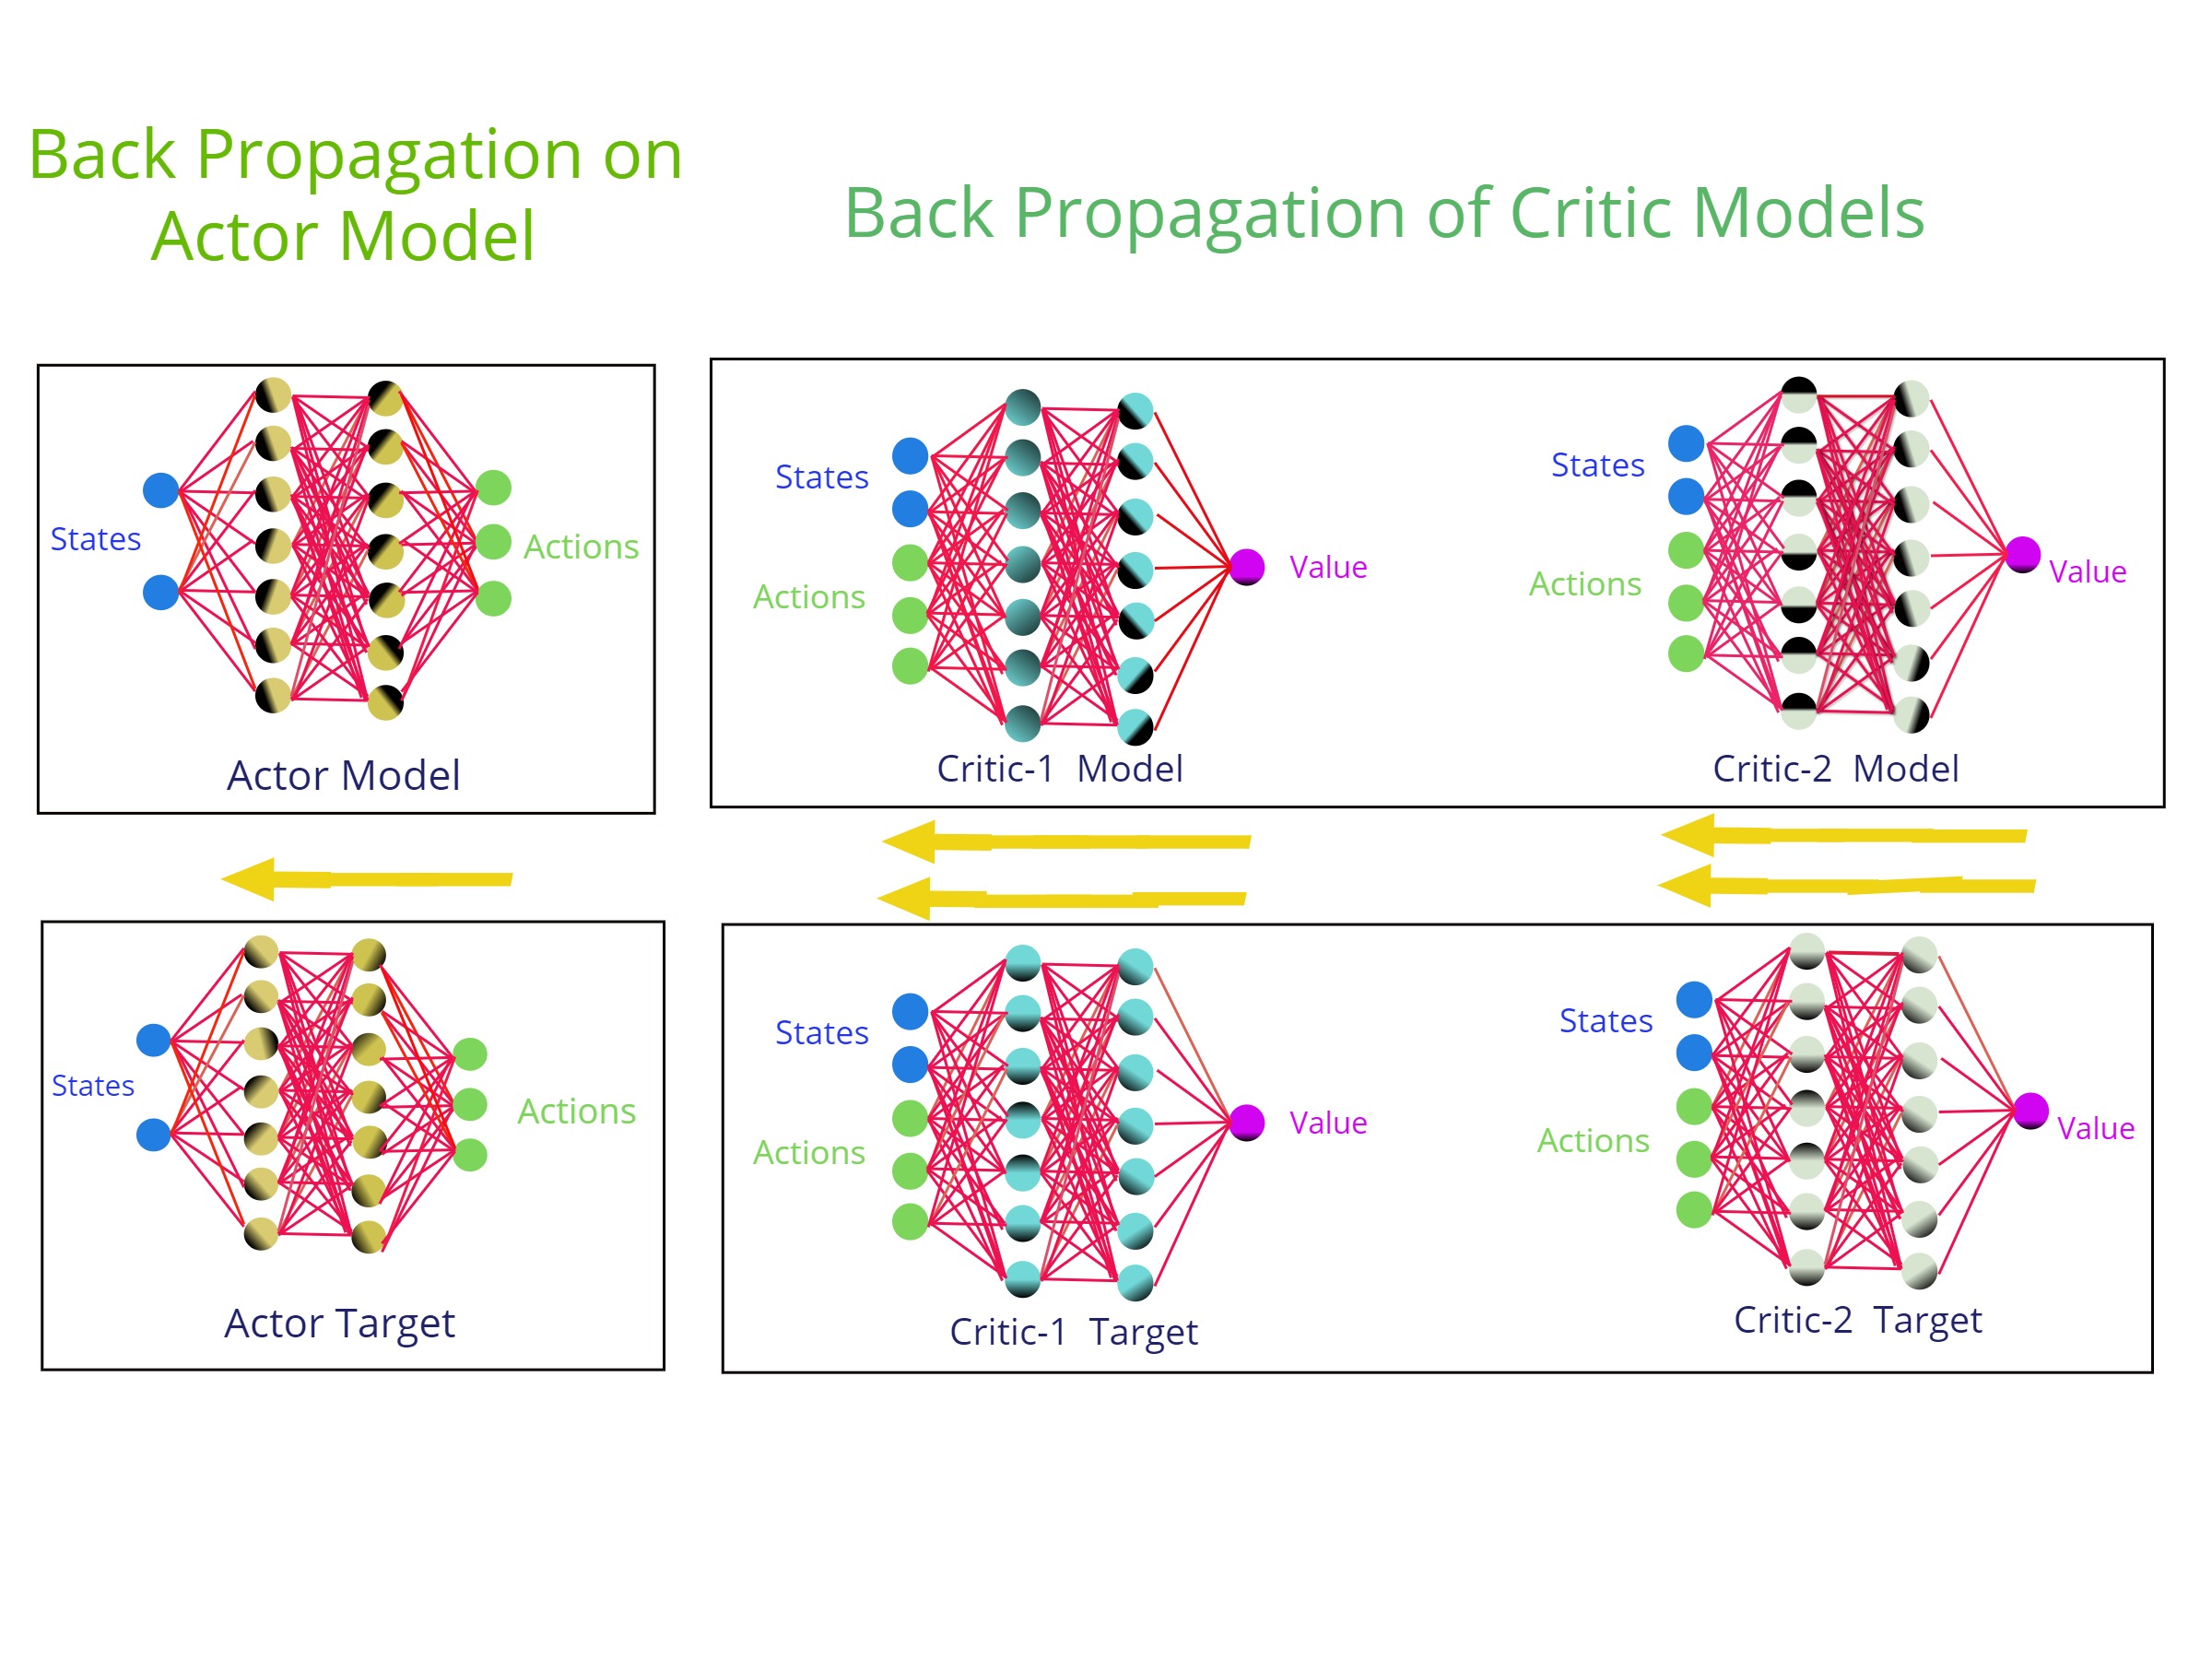 Back Propagation on
Actor Model
Back Propagation of Critic Models
States
Actions
Actor Model
States
Actions
Value
Critic-1 Model
States
Actions
Value
Critic-2 Model
States
Actions
Actor Target
States
Actions
Value
Critic-1 Target
States
Actions
Value
Critic-2 Target